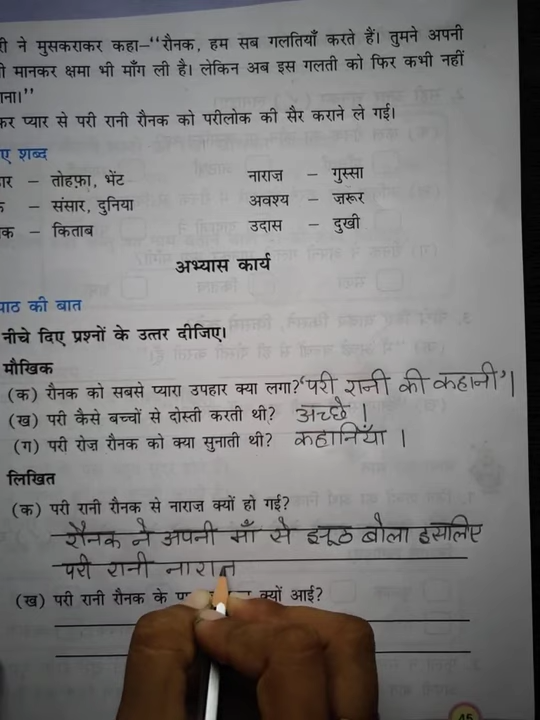 री ने मुसकराकर कहा–“रौनक, हम सब गलतियाँ करते हैं। तुमने अपनी
मानकर क्षमा भी माँग ली है। लेकिन अब इस गलती को फिर कभी नहीं
ाना।”
कर प्यार से परी रानी रौनक को परीलोक की सैर कराने ले गई।
ए शब्द
ार – तोहफ़ा, भेंट नाराज़ – गुस्सा
क – संसार, दुनिया अवश्य – ज़रूर
क – किताब उदास – दुखी
अभ्यास कार्य
पाठ की बात
नीचे दिए प्रश्नों के उत्तर दीजिए।
मौखिक
(क) रौनक को सबसे प्यारा उपहार क्या लगा? ‘परी रानी की कहानी’।
(ख) परी कैसे बच्चों से दोस्ती करती थी? अच्छे।
(ग) परी रोज़ रौनक को क्या सुनाती थी? कहानियाँ।
लिखित
(क) परी रानी रौनक से नाराज़ क्यों हो गई?
रौनक ने अपनी माँ से झूठ बोला इसलिए
परी रानी नारा
(ख) परी रानी रौनक के क्यों आई?
45